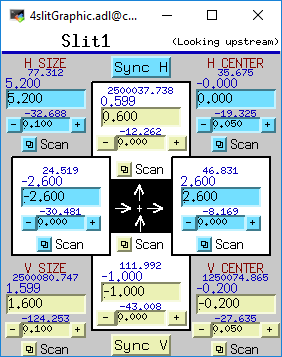 4slitGraphic.adl@c...
Slit1 (Looking upstream)
H SIZE Sync H H CENTER
77.312 35.675
5.200 2500037.738 -0.000
5.200 0.599 0.000
0.600
-32.688 -12.262 -19.325
- 0.100 + - 0.000 + - 0.050 +
Scan Scan Scan
24.519 46.831
-2.600 2.600
-2.600 2.600
-30.481 -8.169
- 0.000 + - 0.000 +
Scan Scan
V SIZE 111.992 V CENTER
2500080.747 -1.000 1250074.865
1.599 -1.000 -0.200
1.600 -0.200
-124.253 -43.008 -27.635
- 0.100 + - 0.000 + - 0.050 +
Scan Scan Scan
Sync V